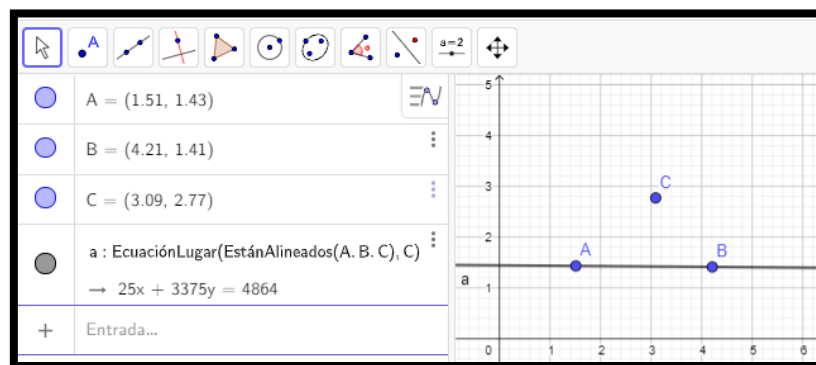 A
a=2
A = (1.51, 1.43)
B = (4.21, 1.41)
C = (3.09, 2.77)
a : EcuaciónLugar(EstánAlineados(A. B. C), C)
→ 25x + 3375y = 4864
+ Entrada...
5
4
3
2
1
0 1 2 3 4 5 6
C
A
B
a